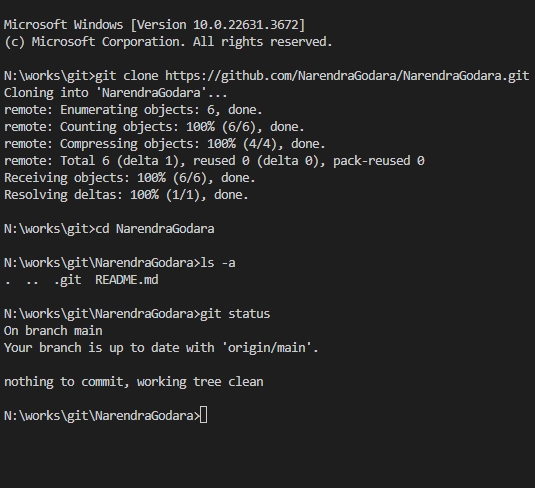 Microsoft Windows [Version 10.0.22631.3672]
(c) Microsoft Corporation. All rights reserved.
N:\works\git>git clone https://github.com/NarendraGodara/NarendraGodara.git
Cloning into 'NarendraGodara'...
remote: Enumerating objects: 6, done.
remote: Counting objects: 100% (6/6), done.
remote: Compressing objects: 100% (4/4), done.
remote: Total 6 (delta 1), reused 0 (delta 0), pack-reused 0
Receiving objects: 100% (6/6), done.
Resolving deltas: 100% (1/1), done.
N:\works\git>cd NarendraGodara
N:\works\git\NarendraGodara>ls -a
.  ..  .git  README.md
N:\works\git\NarendraGodara>git status
On branch main
Your branch is up to date with 'origin/main'.
nothing to commit, working tree clean
N:\works\git\NarendraGodara>